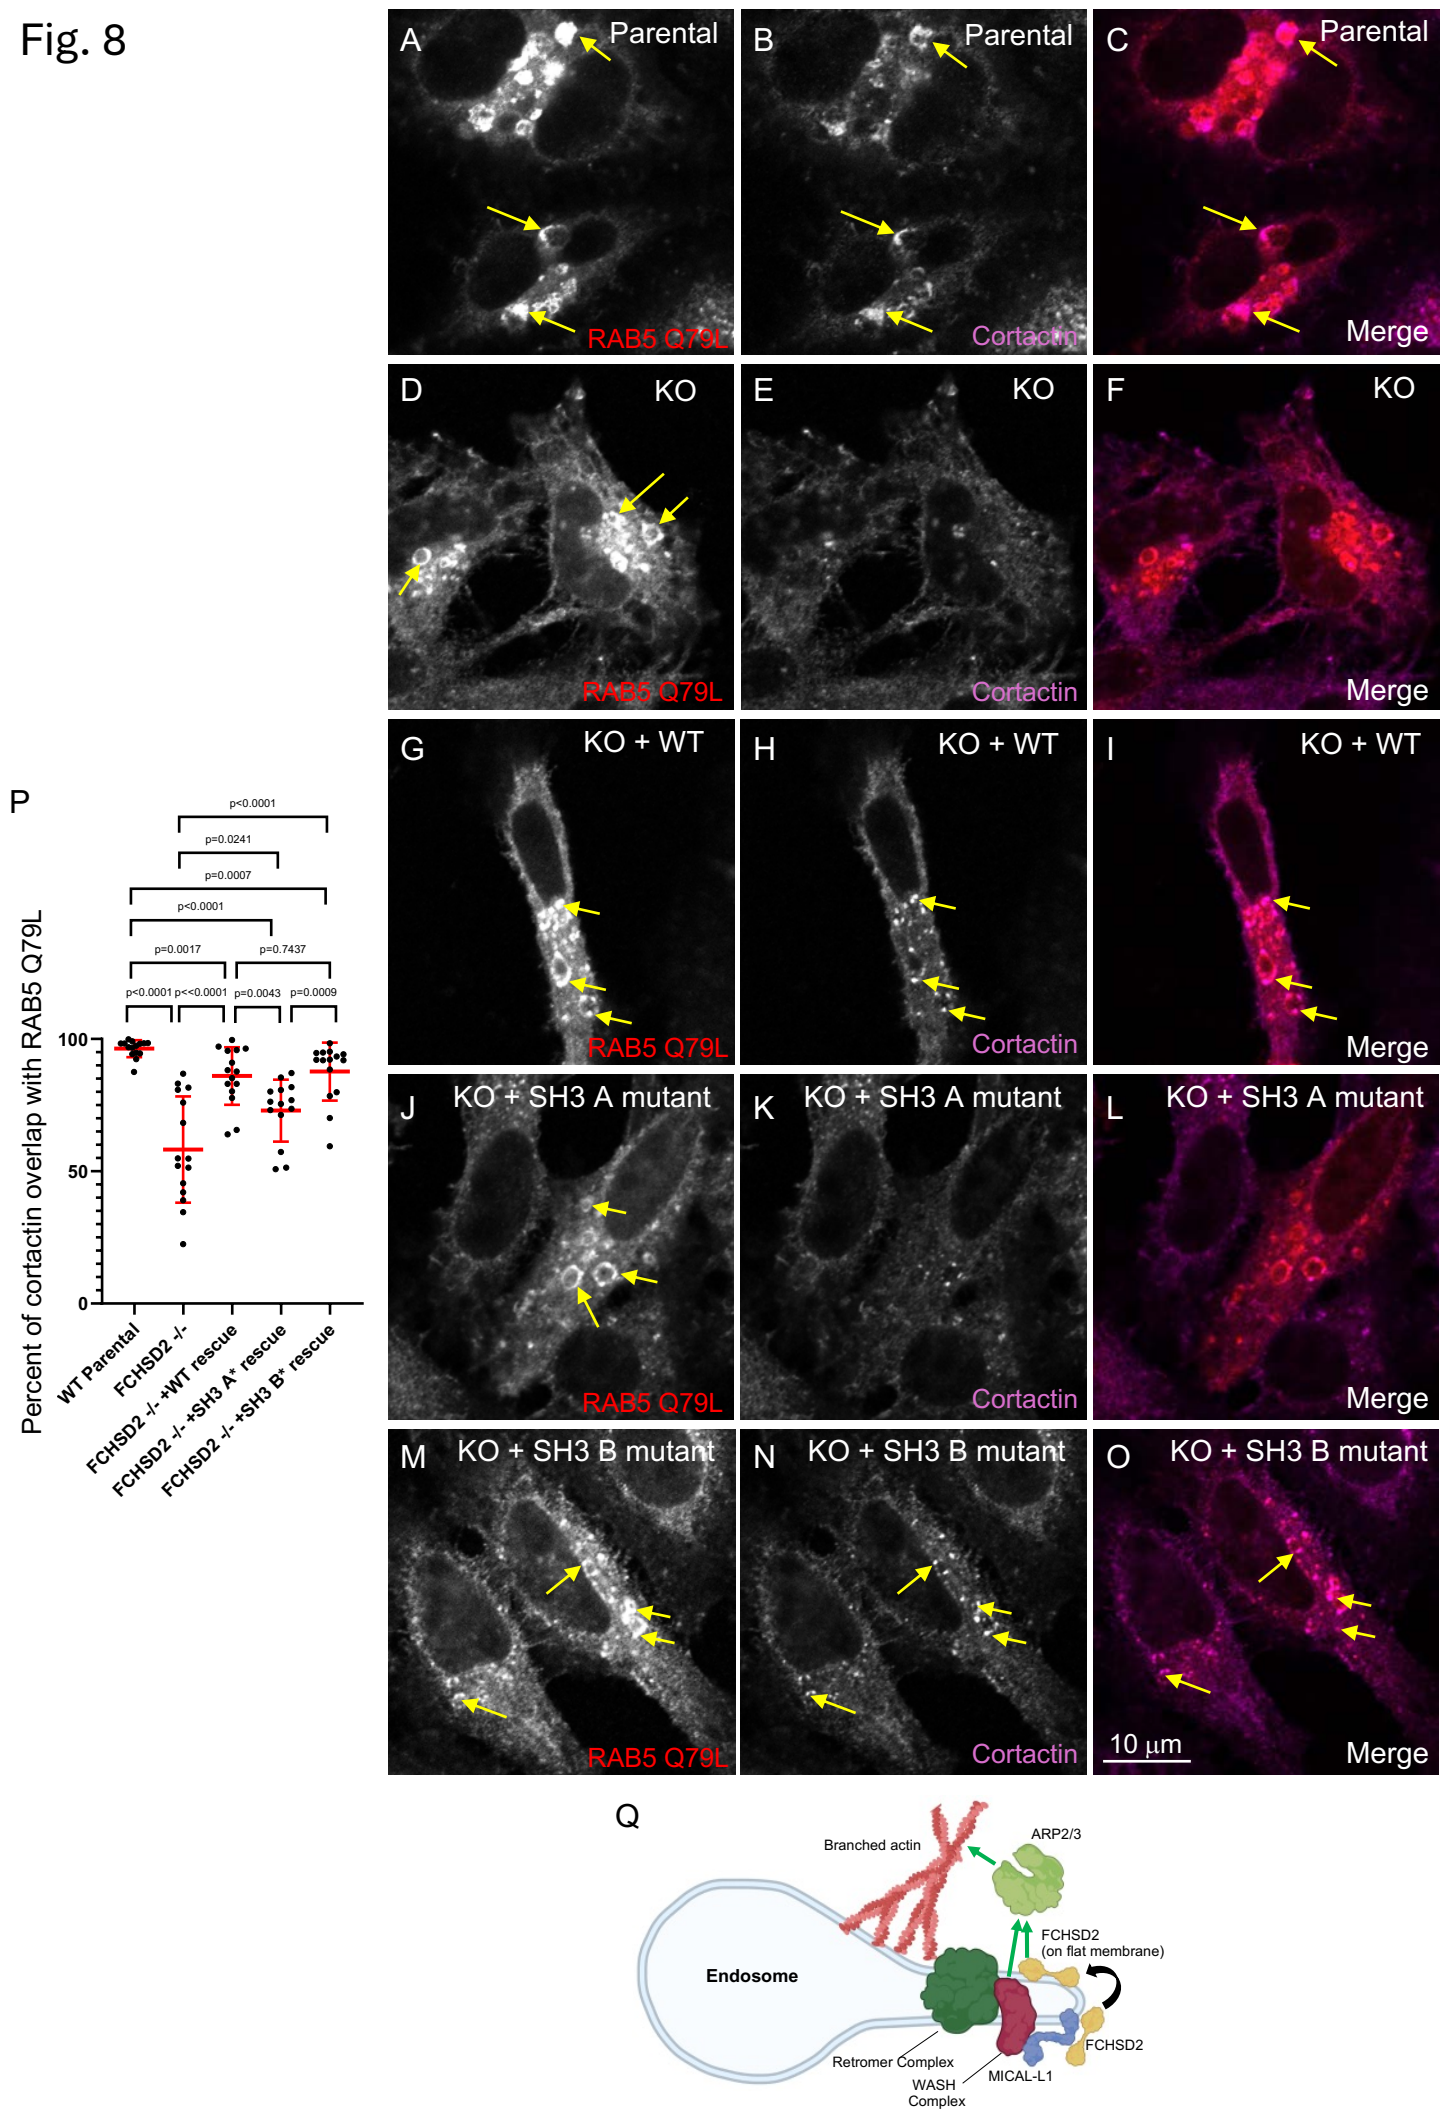 Fig. 8
A
Parental
RAB5 Q79L
B
Parental
Cortactin
C
Parental
Merge
D
KO
RAB5 Q79L
E
KO
Cortactin
F
KO
Merge
G
KO + WT
RAB5 Q79L
H
KO + WT
Cortactin
I
KO + WT
Merge
J
KO + SH3 A mutant
RAB5 Q79L
K
KO + SH3 A mutant
Cortactin
L
KO + SH3 A mutant
Merge
M
KO + SH3 B mutant
RAB5 Q79L
N
KO + SH3 B mutant
Cortactin
O
KO + SH3 B mutant
10 μm
Merge
P
p<0.0001
p=0.0241
p=0.0007
p<0.0001
p=0.0017
p=0.7437
p<0.0001
p<<0.0001
p=0.0043
p=0.0009
Percent of cortactin overlap with RAB5 Q79L
100
50
0
WT Parental
FCHSD2 -/-
FCHSD2 -/- +WT rescue
FCHSD2 -/- +SH3 A* rescue
FCHSD2 -/- +SH3 B* rescue
Q
Branched actin
ARP2/3
FCHSD2
(on flat membrane)
Endosome
FCHSD2
Retromer Complex
MICAL-L1
WASH
Complex